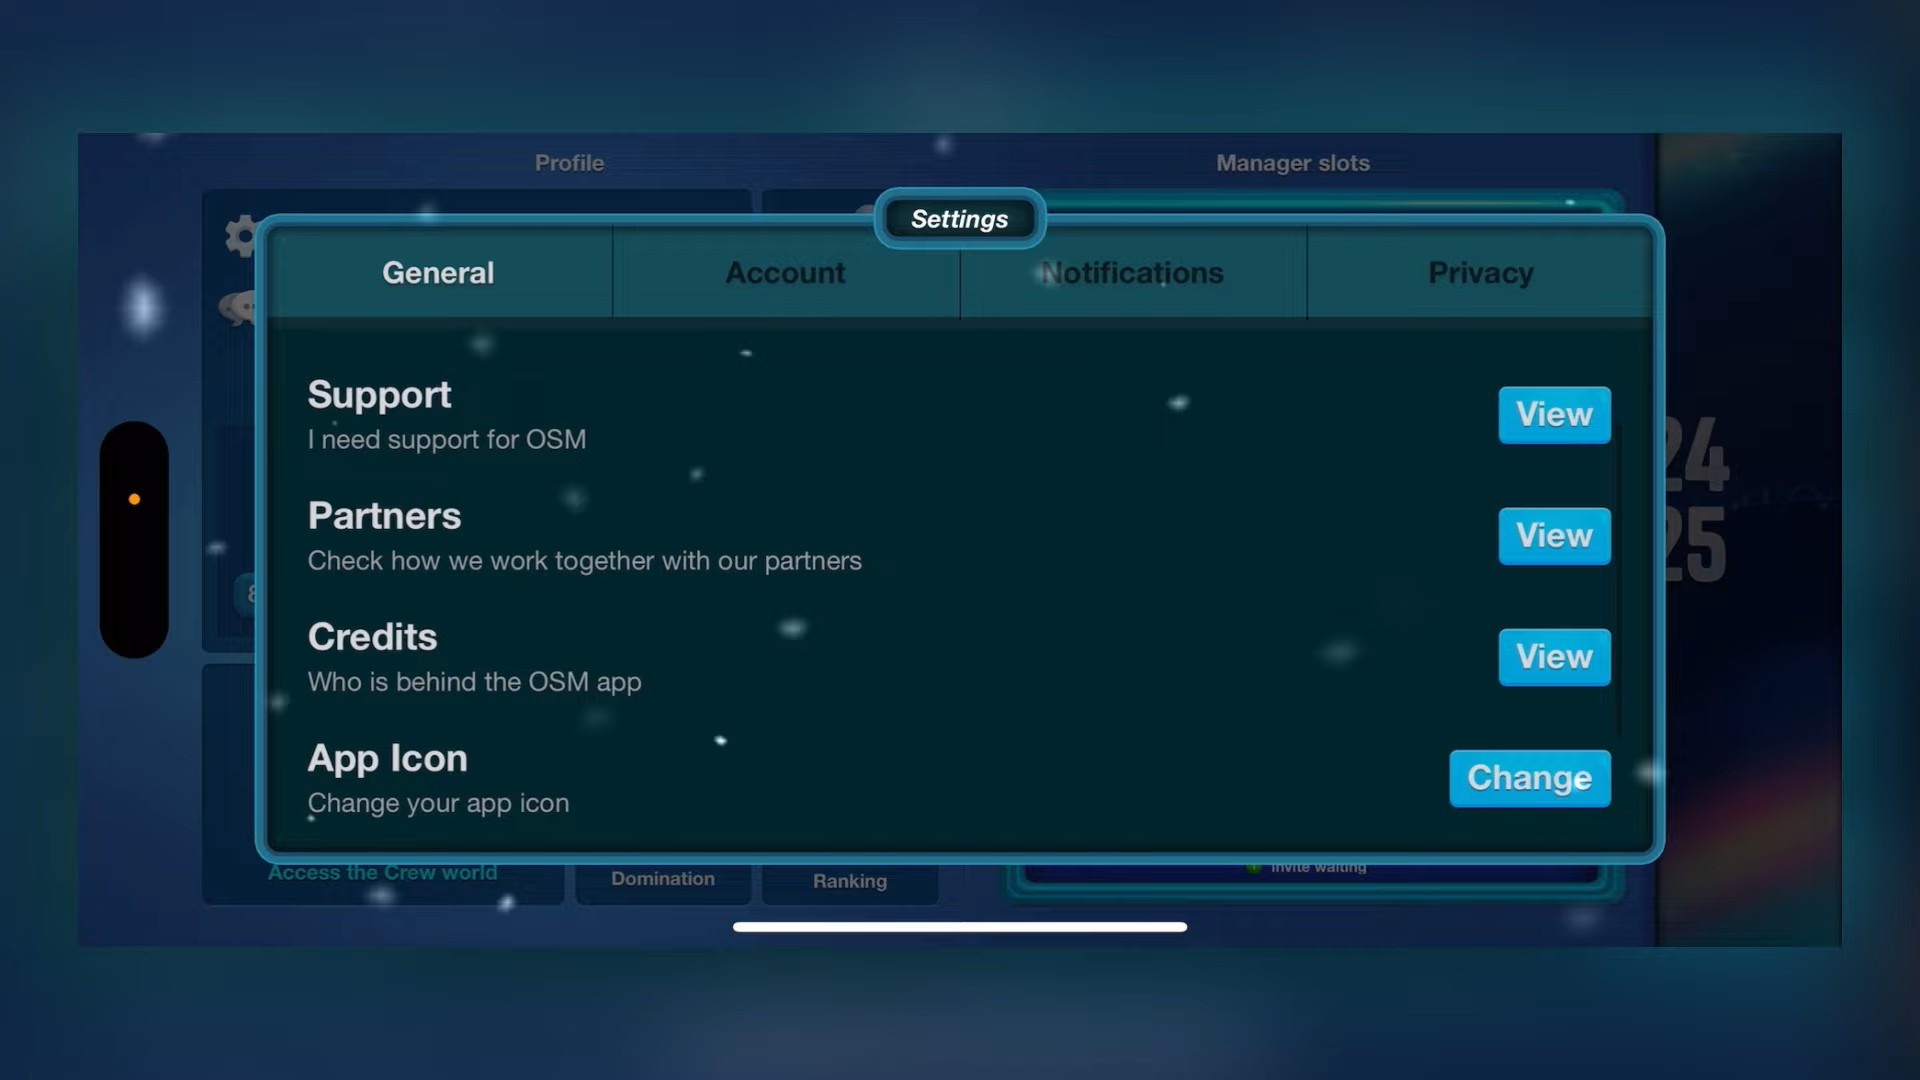 Profile
Manager slots
Settings
General
Account
Notifications
Privacy
Support
I need support for OSM
View
Partners
Check how we work together with our partners
View
Credits
Who is behind the OSM app
View
App Icon
Change your app icon
Change
24
25
Access the Crew world
Domination
Ranking
Invite waiting